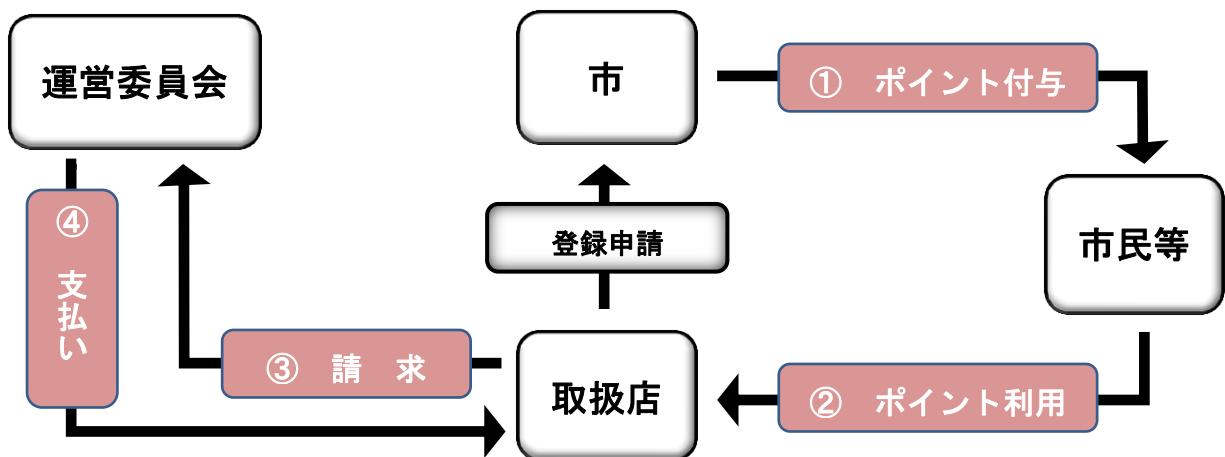 運営委員会
市
① ポイント付与
④ 支払い
登録申請
市民等
③ 請 求
取扱店
② ポイント利用